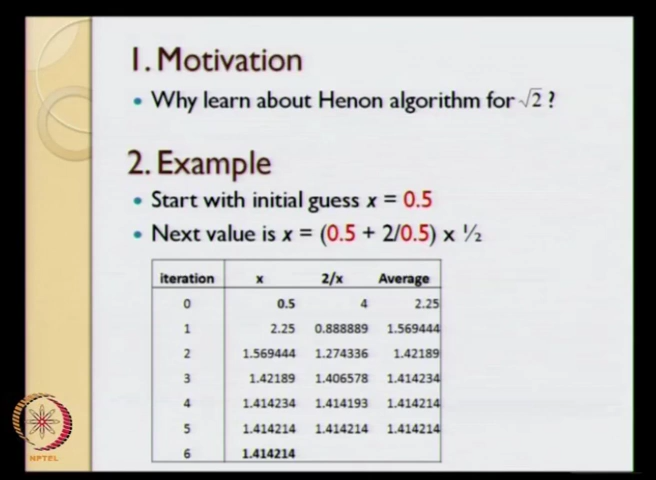 1. Motivation
• Why learn about Henon algorithm for √2 ?
2. Example
• Start with initial guess x = 0.5
• Next value is x = (0.5 + 2/0.5) x ½
iteration x 2/x Average
0 0.5 4 2.25
1 2.25 0.888889 1.569444
2 1.569444 1.274336 1.42189
3 1.42189 1.406578 1.414234
4 1.414234 1.414193 1.414214
5 1.414214 1.414214 1.414214
6 1.414214
NPTEL